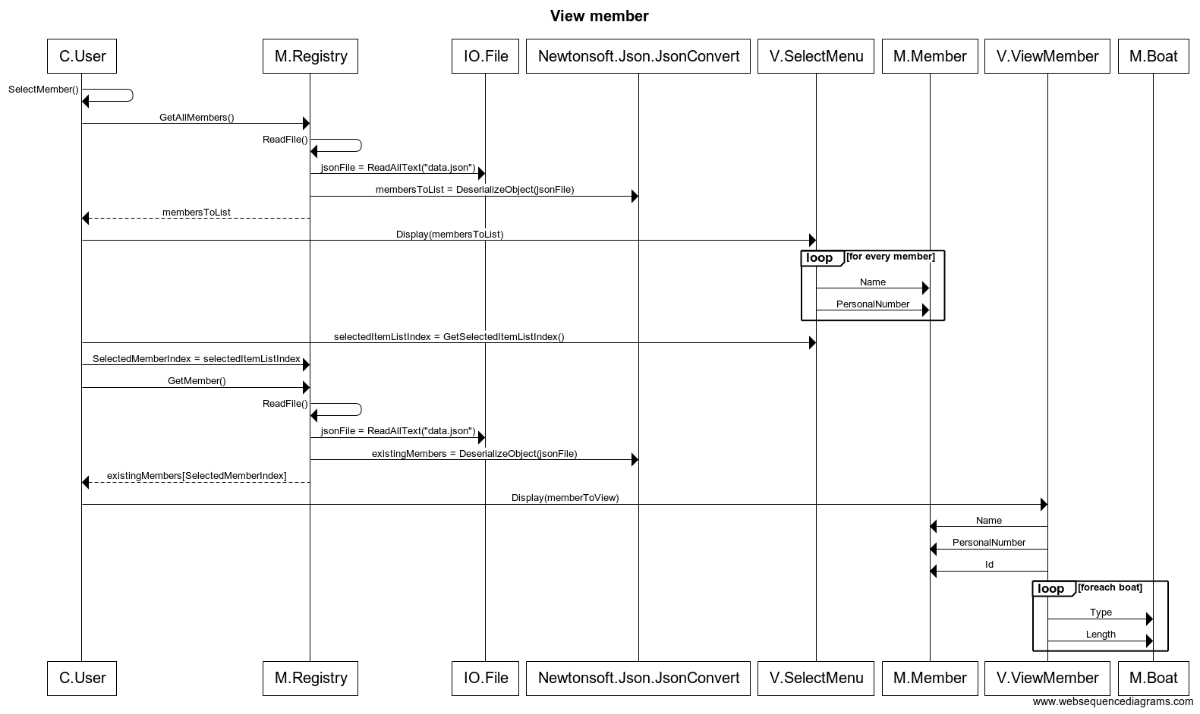 View member
C.User M.Registry IO.File Newtonsoft.Json.JsonConvert V.SelectMenu M.Member V.ViewMember M.Boat
SelectMember()
GetAllMembers()
ReadFile()
jsonFile = ReadAllText("data.json")
membersToList = DeserializeObject(jsonFile)
membersToList
Display(membersToList)
loop [for every member]
Name
PersonalNumber
selectedItemListIndex = GetSelectedItemListIndex()
SelectedMemberIndex = selectedItemListIndex
GetMember()
ReadFile()
jsonFile = ReadAllText("data.json")
existingMembers = DeserializeObject(jsonFile)
existingMembers[SelectedMemberIndex]
Display(memberToView)
Name
PersonalNumber
Id
loop [foreach boat]
Type
Length
C.User M.Registry IO.File Newtonsoft.Json.JsonConvert V.SelectMenu M.Member V.ViewMember M.Boat
www.websequencediagrams.com